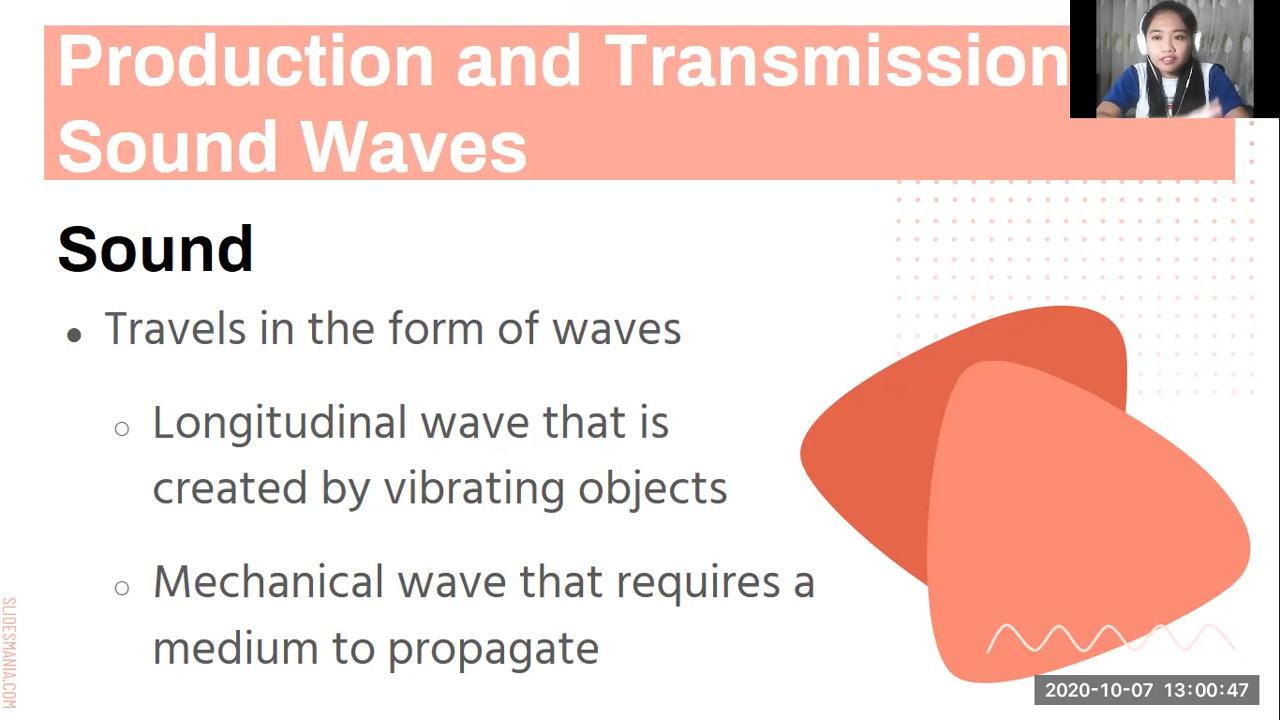 Production and Transmission
Sound Waves
Sound
• Travels in the form of waves
○ Longitudinal wave that is
created by vibrating objects
○ Mechanical wave that requires a
medium to propagate
SLIDESMANIA.COM
2020-10-07 13:00:47